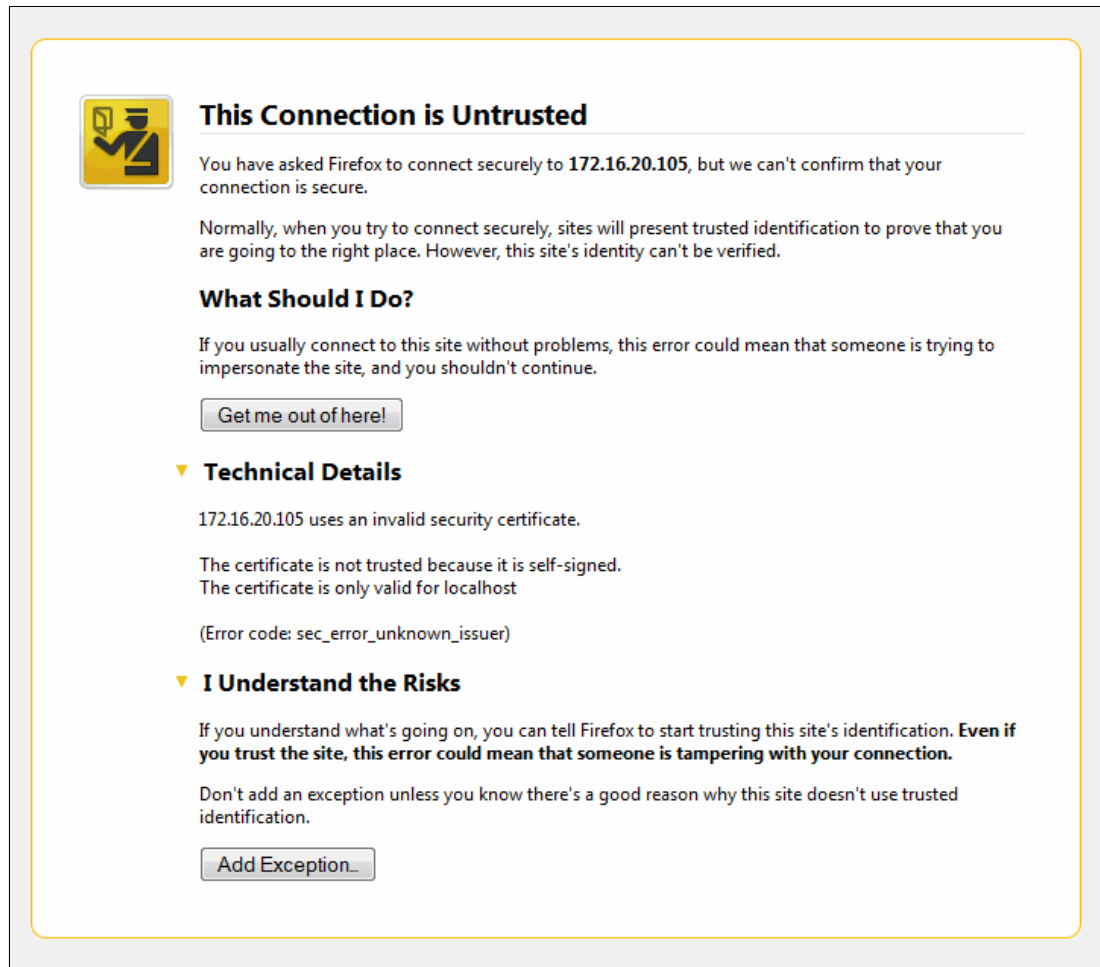 This Connection is Untrusted
You have asked Firefox to connect securely to 172.16.20.105, but we can't confirm that your
connection is secure.
Normally, when you try to connect securely, sites will present trusted identification to prove that you
are going to the right place. However, this site's identity can't be verified.
What Should I Do?
If you usually connect to this site without problems, this error could mean that someone is trying to
impersonate the site, and you shouldn't continue.
Get me out of here!
Technical Details
172.16.20.105 uses an invalid security certificate.
The certificate is not trusted because it is self-signed.
The certificate is only valid for localhost
(Error code: sec_error_unknown_issuer)
I Understand the Risks
If you understand what's going on, you can tell Firefox to start trusting this site's identification. Even if
you trust the site, this error could mean that someone is tampering with your connection.
Don't add an exception unless you know there's a good reason why this site doesn't use trusted
identification.
Add Exception...